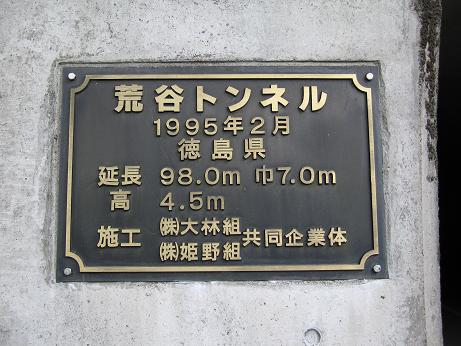 荒谷トンネル
1995年2月
徳島県
延長 98.0m 巾7.0m
高 4.5m
施工 ㈱大林組 共同企業体
㈱姫野組